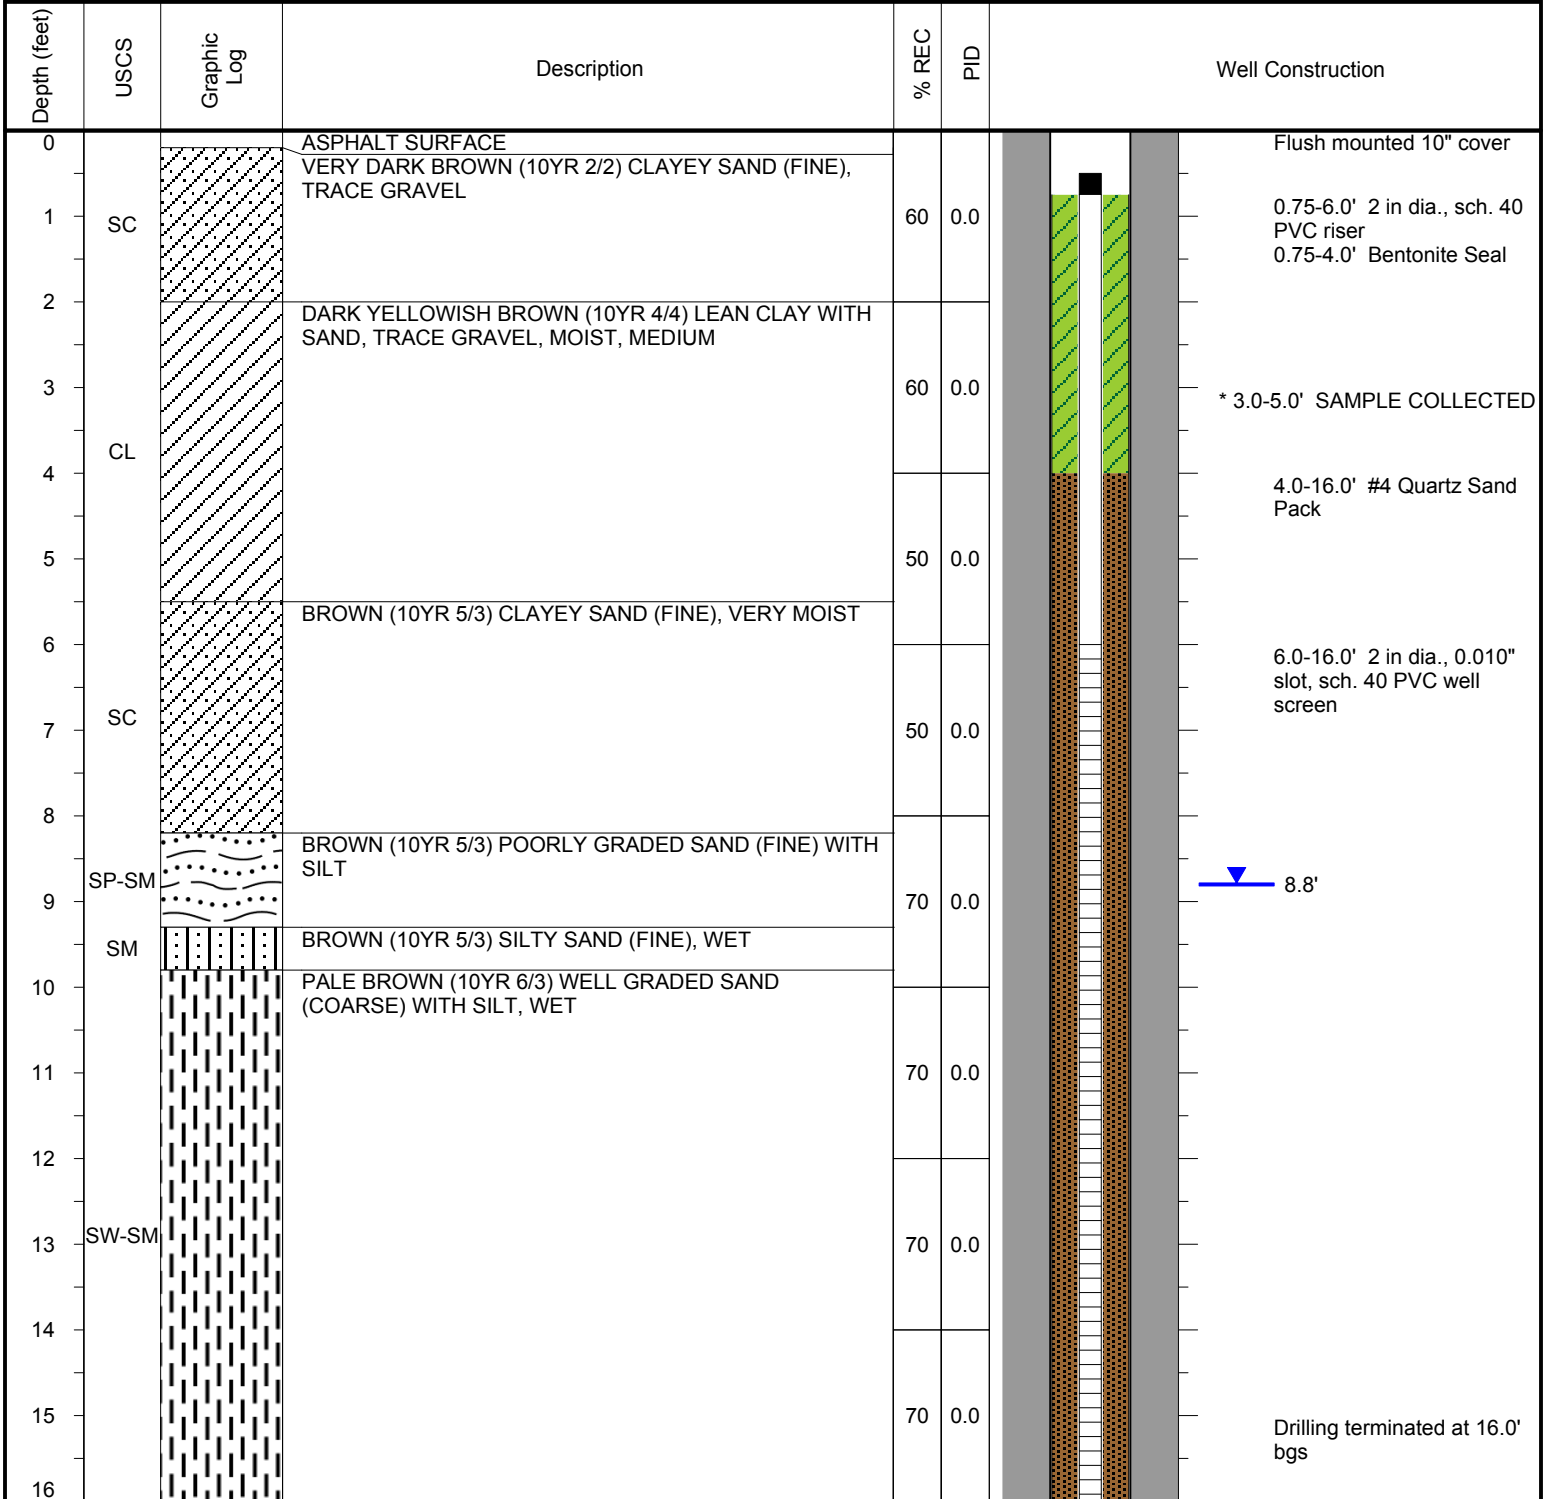 Depth (feet)
USCS
Graphic
Log
Description
% REC
PID
Well Construction
0
ASPHALT SURFACE
Flush mounted 10" cover
VERY DARK BROWN (10YR 2/2) CLAYEY SAND (FINE),
TRACE GRAVEL
1
SC
60
0.0
0.75-6.0' 2 in dia., sch. 40
PVC riser
0.75-4.0' Bentonite Seal
2
DARK YELLOWISH BROWN (10YR 4/4) LEAN CLAY WITH
SAND, TRACE GRAVEL, MOIST, MEDIUM
3
60
0.0
* 3.0-5.0' SAMPLE COLLECTED
CL
4
4.0-16.0' #4 Quartz Sand
Pack
5
50
0.0
BROWN (10YR 5/3) CLAYEY SAND (FINE), VERY MOIST
6
6.0-16.0' 2 in dia., 0.010"
slot, sch. 40 PVC well
screen
SC
7
50
0.0
8
BROWN (10YR 5/3) POORLY GRADED SAND (FINE) WITH
SILT
SP-SM
8.8'
9
70
0.0
SM
BROWN (10YR 5/3) SILTY SAND (FINE), WET
10
PALE BROWN (10YR 6/3) WELL GRADED SAND
(COARSE) WITH SILT, WET
11
70
0.0
12
SW-SM
13
70
0.0
14
15
70
0.0
Drilling terminated at 16.0'
bgs
16